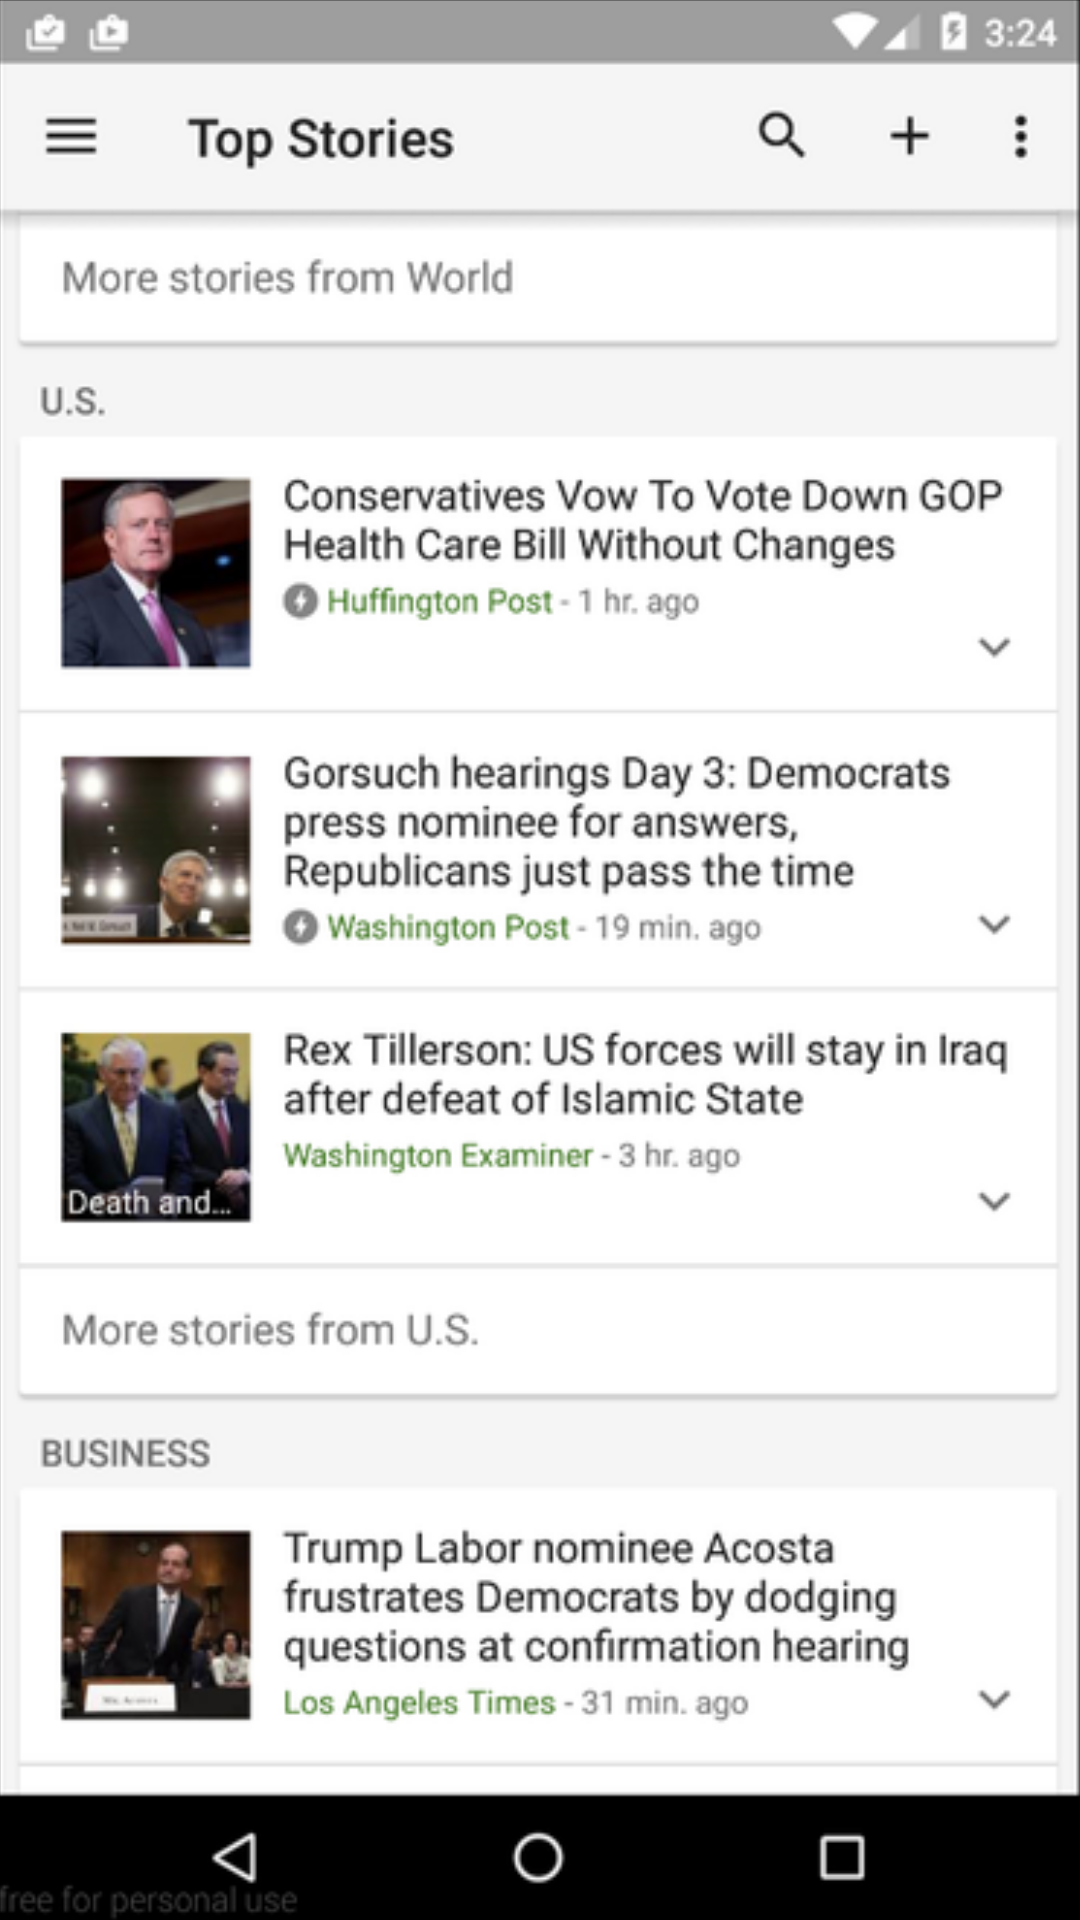 3:24
Top Stories
More stories from World
U.S.
Conservatives Vow To Vote Down GOP
Health Care Bill Without Changes
Huffington Post - 1 hr. ago
Gorsuch hearings Day 3: Democrats
press nominee for answers,
Republicans just pass the time
Washington Post - 19 min. ago
Rex Tillerson: US forces will stay in Iraq
after defeat of Islamic State
Washington Examiner - 3 hr. ago
Death and...
More stories from U.S.
BUSINESS
Trump Labor nominee Acosta
frustrates Democrats by dodging
questions at confirmation hearing
Los Angeles Times - 31 min. ago
free for personal use